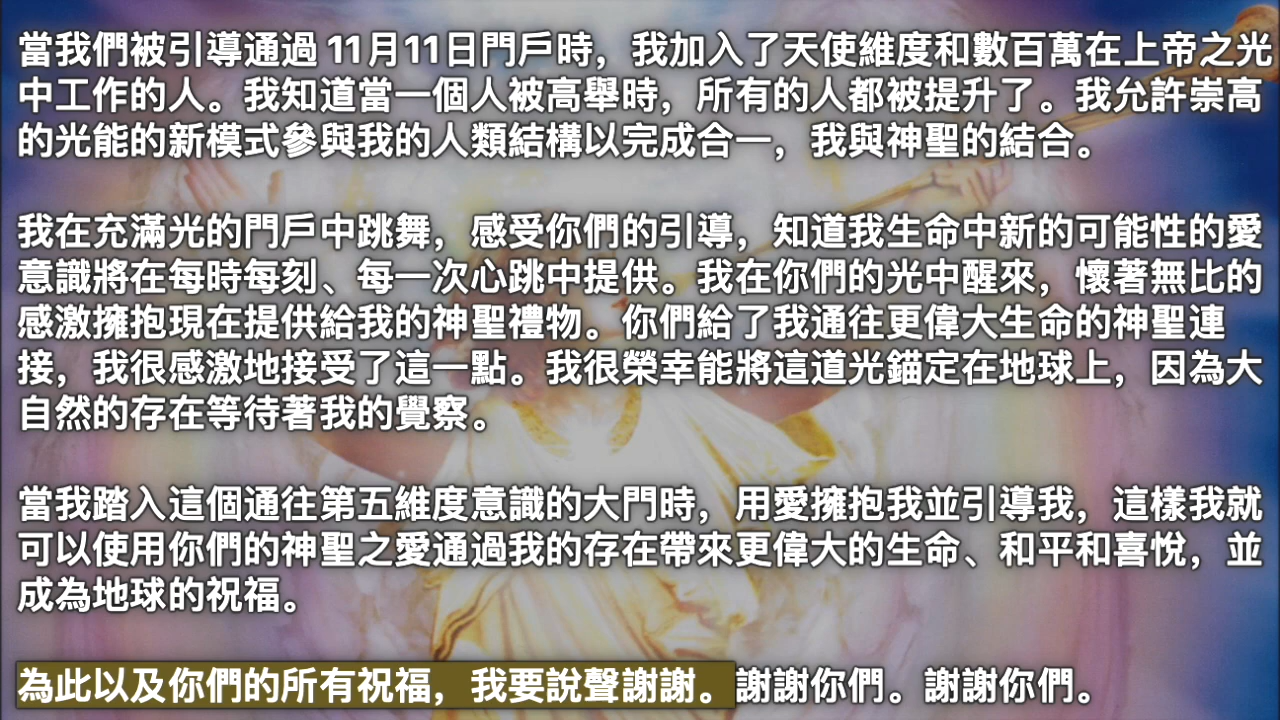 當我們被引導通過 11月11日門戶時，我加入了天使維度和數百萬在上帝之光
中工作的人。我知道當一個人被高舉時，所有的人都被提升了。我允許崇高
的光能的新模式參與我的人類結構以完成合一，我與神聖的結合。
我在充滿光的門戶中跳舞，感受你們的引導，知道我生命中新的可能性的愛
意識將在每時每刻、每一次心跳中提供。我在你們的光中醒來，懷著無比的
感激擁抱現在提供給我的神聖禮物。你們給了我通往更偉大生命的神聖連
接，我很感激地接受了這一點。我很榮幸能將這道光錨定在地球上，因為大
自然的存在等待著我的覺察。
當我踏入這個通往第五維度意識的大門時，用愛擁抱我並引導我，這樣我就
可以使用你們的神聖之愛通過我的存在帶來更偉大的生命、和平和喜悅，並
成為地球的祝福。
為此以及你們的所有祝福，我要說聲謝謝。謝謝你們。謝謝你們。